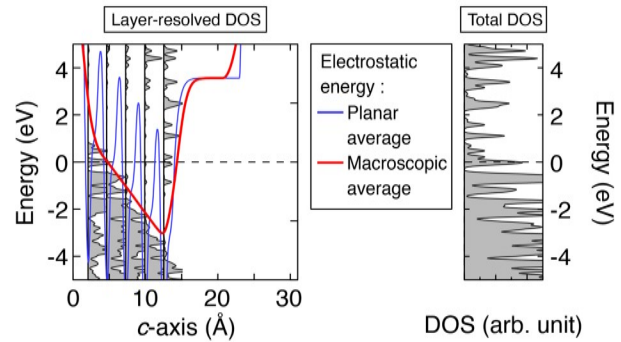 Layer-resolved DOS
Total DOS
Energy (eV)
4
2
0
-2
-4
0
10
20
30
c-axis (Å)
Electrostatic
energy :
Planar
average
Macroscopic
average
4
2
0
-2
-4
Energy (eV)
DOS (arb. unit)